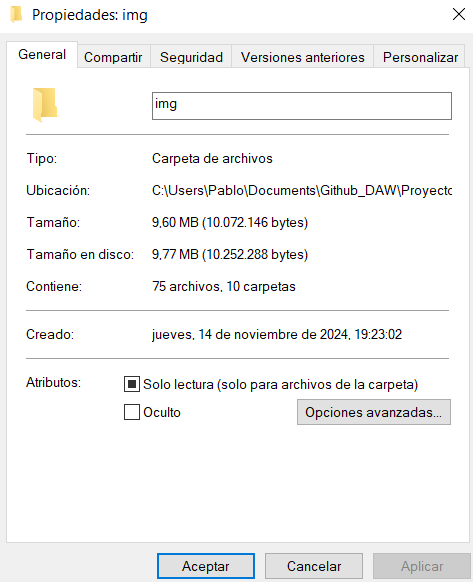 Propiedades: img
General Compartir Seguridad Versiones anteriores Personalizar
img
Tipo: Carpeta de archivos
Ubicación: C:\Users\Pablo\Documents\Github_DAW\Proyecto
Tamaño: 9,60 MB (10.072.146 bytes)
Tamaño en disco: 9,77 MB (10.252.288 bytes)
Contiene: 75 archivos, 10 carpetas
Creado: jueves, 14 de noviembre de 2024, 19:23:02
Atributos: Solo lectura (solo para archivos de la carpeta)
Oculto Opciones avanzadas...
Aceptar Cancelar Aplicar